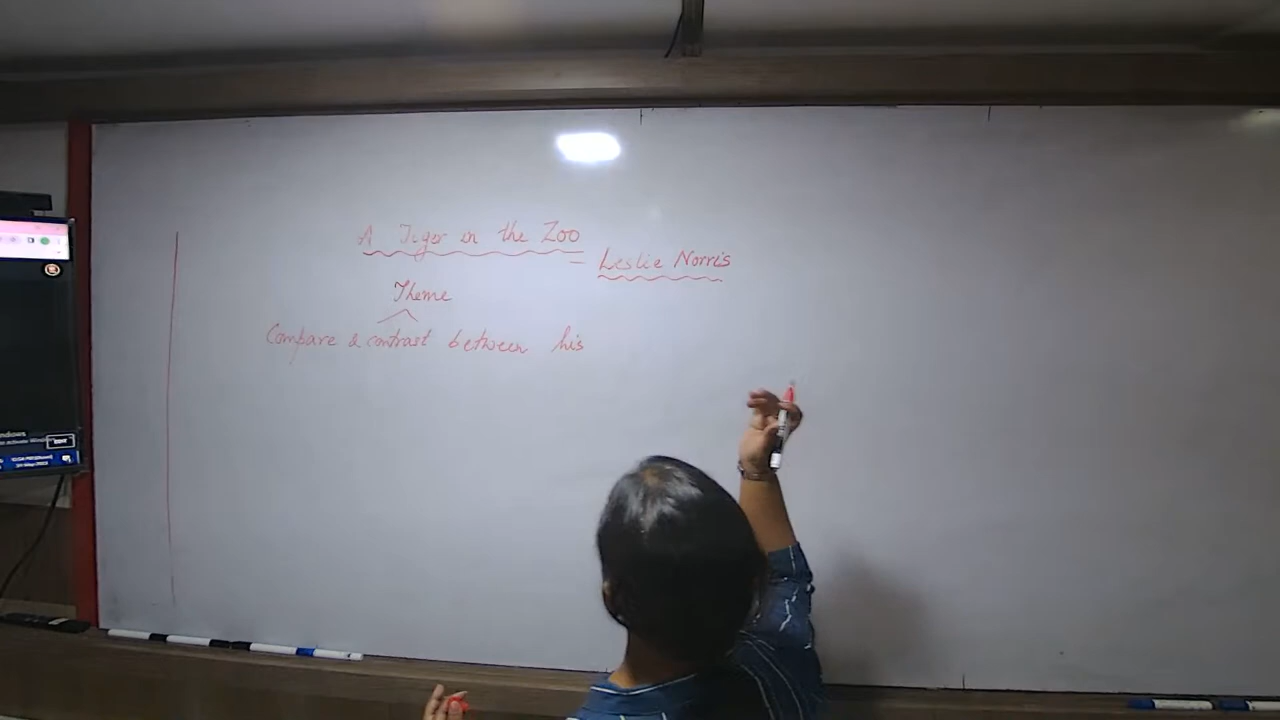 A Tiger in the Zoo
- Leslie Norris
Theme
Compare & contrast between his